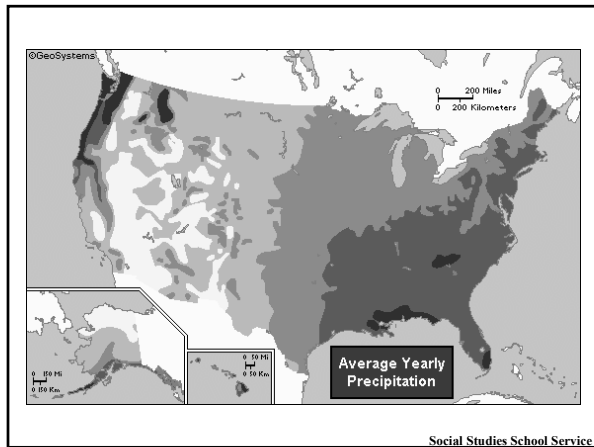 ©GeoSystems
0 200 Miles
0 200 Kilometers
0 150 Mi
0 150 Km
0 50 Mi
0 50 Km
Average Yearly
Precipitation
Social Studies School Service